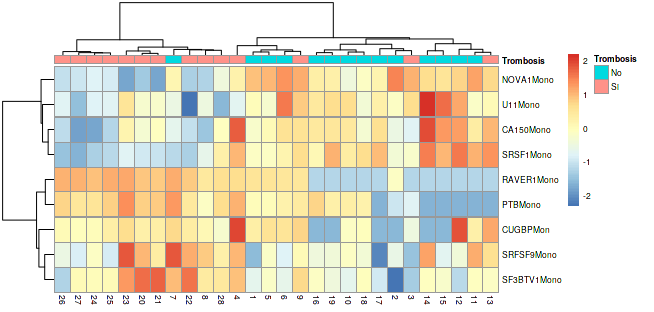 Trombosis
Trombosis
No
SI
2
1
0
-1
-2
NOVA1Mono
U11Mono
CA150Mono
SRSF1Mono
RAVER1Mono
PTBMono
CUGBPMon
SRFSF9Mono
SF3BTV1Mono
26 27 24 25 23 20 21 7 22 8 28 4 1 5 6 9 16 19 10 18 17 2 3 14 15 12 11 13